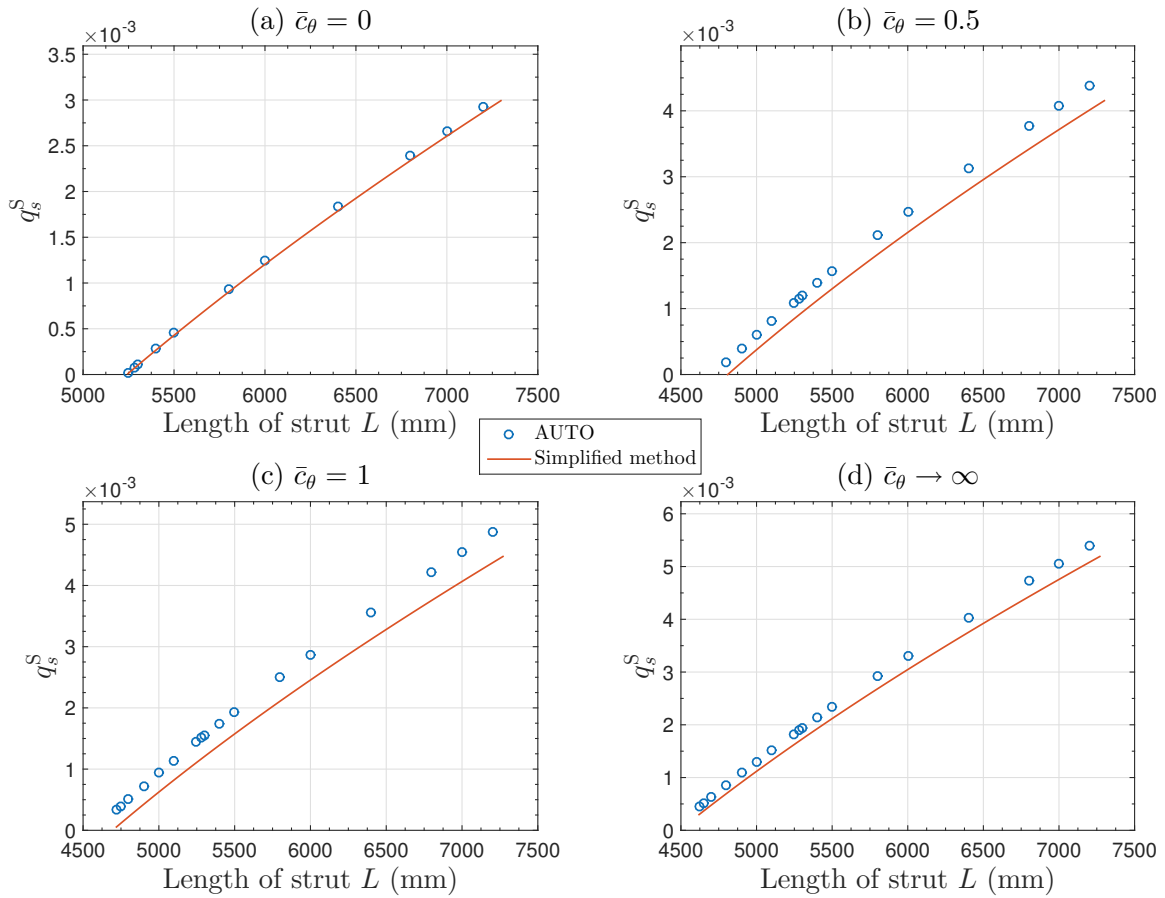 (a) c̄θ = 0
×10⁻³
3.5
3
2.5
2
1.5
1
0.5
0
qₛˢ
5000 5500 6000 6500 7000 7500
Length of strut L (mm)
(b) c̄θ = 0.5
×10⁻³
4
3
2
1
0
qₛˢ
4500 5000 5500 6000 6500 7000 7500
Length of strut L (mm)
AUTO
Simplified method
(c) c̄θ = 1
×10⁻³
5
4
3
2
1
0
qₛˢ
4500 5000 5500 6000 6500 7000 7500
Length of strut L (mm)
(d) c̄θ → ∞
×10⁻³
6
5
4
3
2
1
0
qₛˢ
4500 5000 5500 6000 6500 7000 7500
Length of strut L (mm)